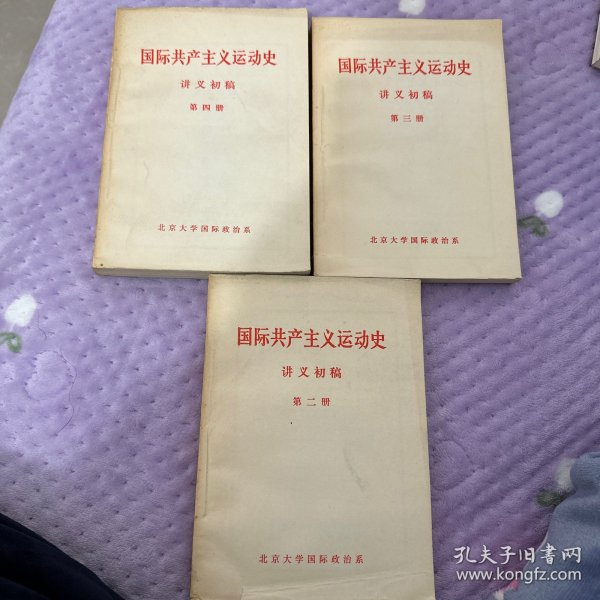 国际共产主义运动史
讲义初稿
第四册
北京大学国际政治系
国际共产主义运动史
讲义初稿
第三册
北京大学国际政治系
国际共产主义运动史
讲义初稿
第二册
北京大学国际政治系
孔夫子旧书网
www.kongfz.com